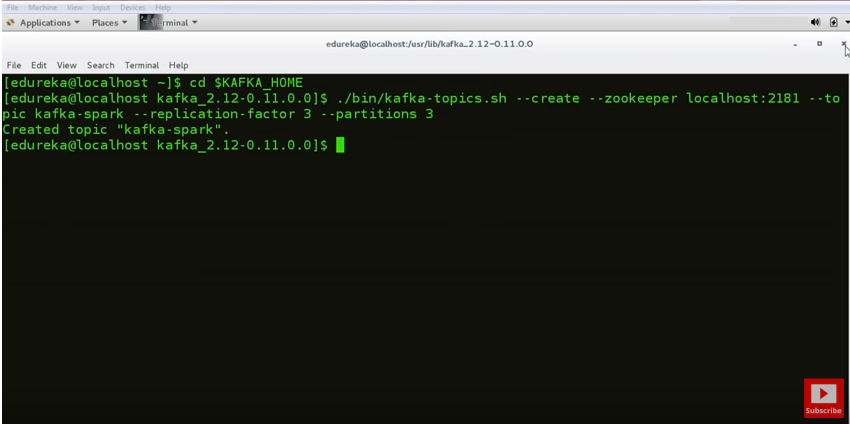 File Machine View Input Devices Help
Applications Places Terminal
edureka@localhost:/usr/lib/kafka_2.12-0.11.0.0
File Edit View Search Terminal Help
[edureka@localhost ~]$ cd $KAFKA_HOME
[edureka@localhost kafka_2.12-0.11.0.0]$ ./bin/kafka-topics.sh --create --zookeeper localhost:2181 --to
pic kafka-spark --replication-factor 3 --partitions 3
Created topic "kafka-spark".
[edureka@localhost kafka_2.12-0.11.0.0]$
Subscribe